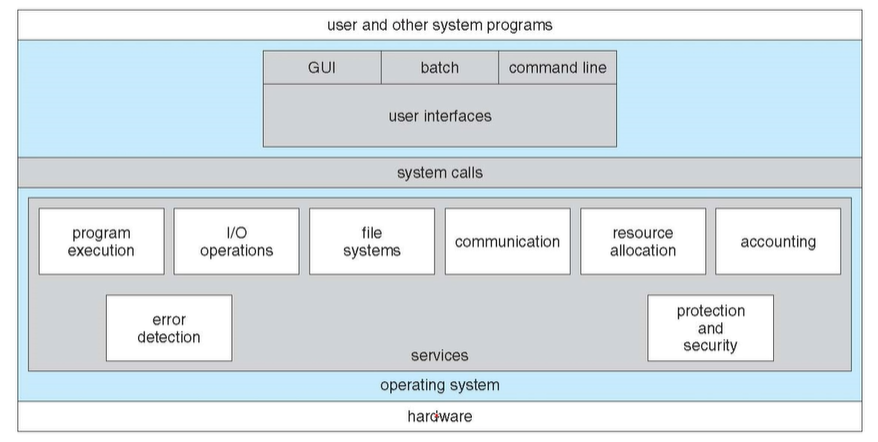 user and other system programs
GUI
batch
command line
user interfaces
system calls
program
execution
I/O
operations
file
systems
communication
resource
allocation
accounting
error
detection
protection
and
security
services
operating system
hardware